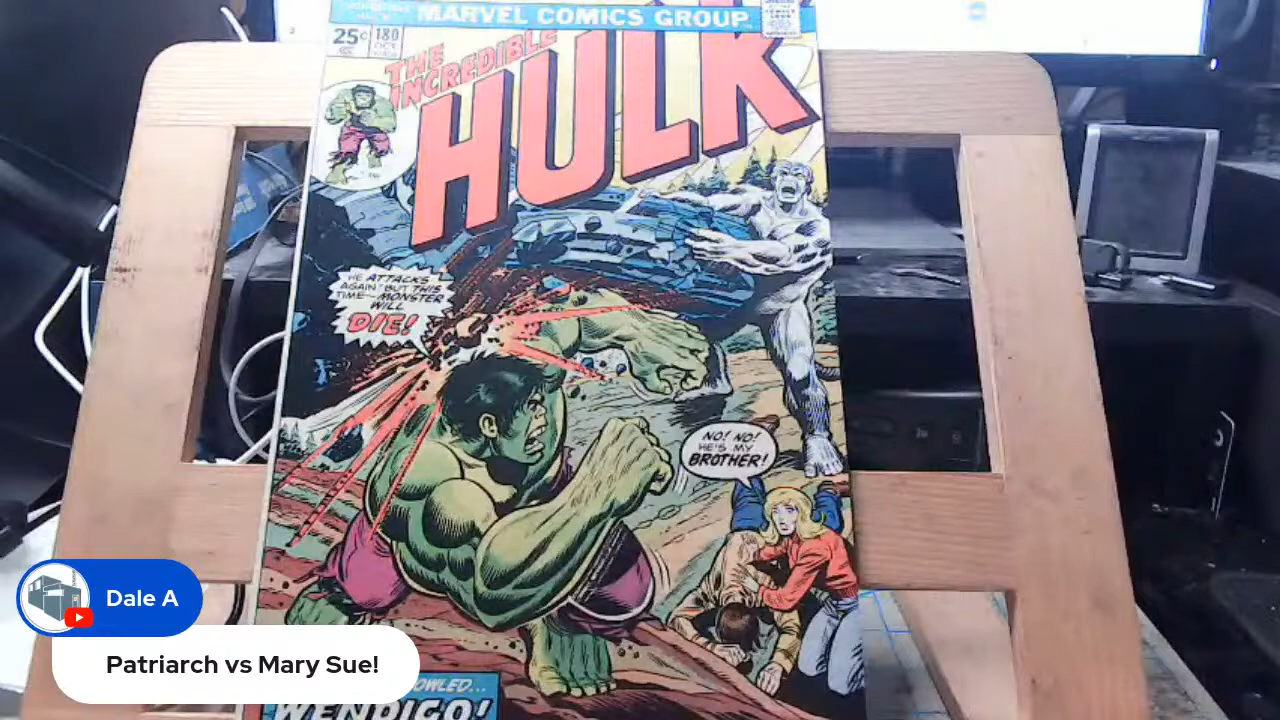 MARVEL COMICS GROUP
25¢
180
OCT
THE
INCREDIBLE
HULK
HE ATTACKS
AGAIN! BUT THIS
TIME--MONSTER
WILL
DIE!
NO! NO!
HE'S MY
BROTHER!
Dale A
Patriarch vs Mary Sue!
OWLED...
WENDIGO!